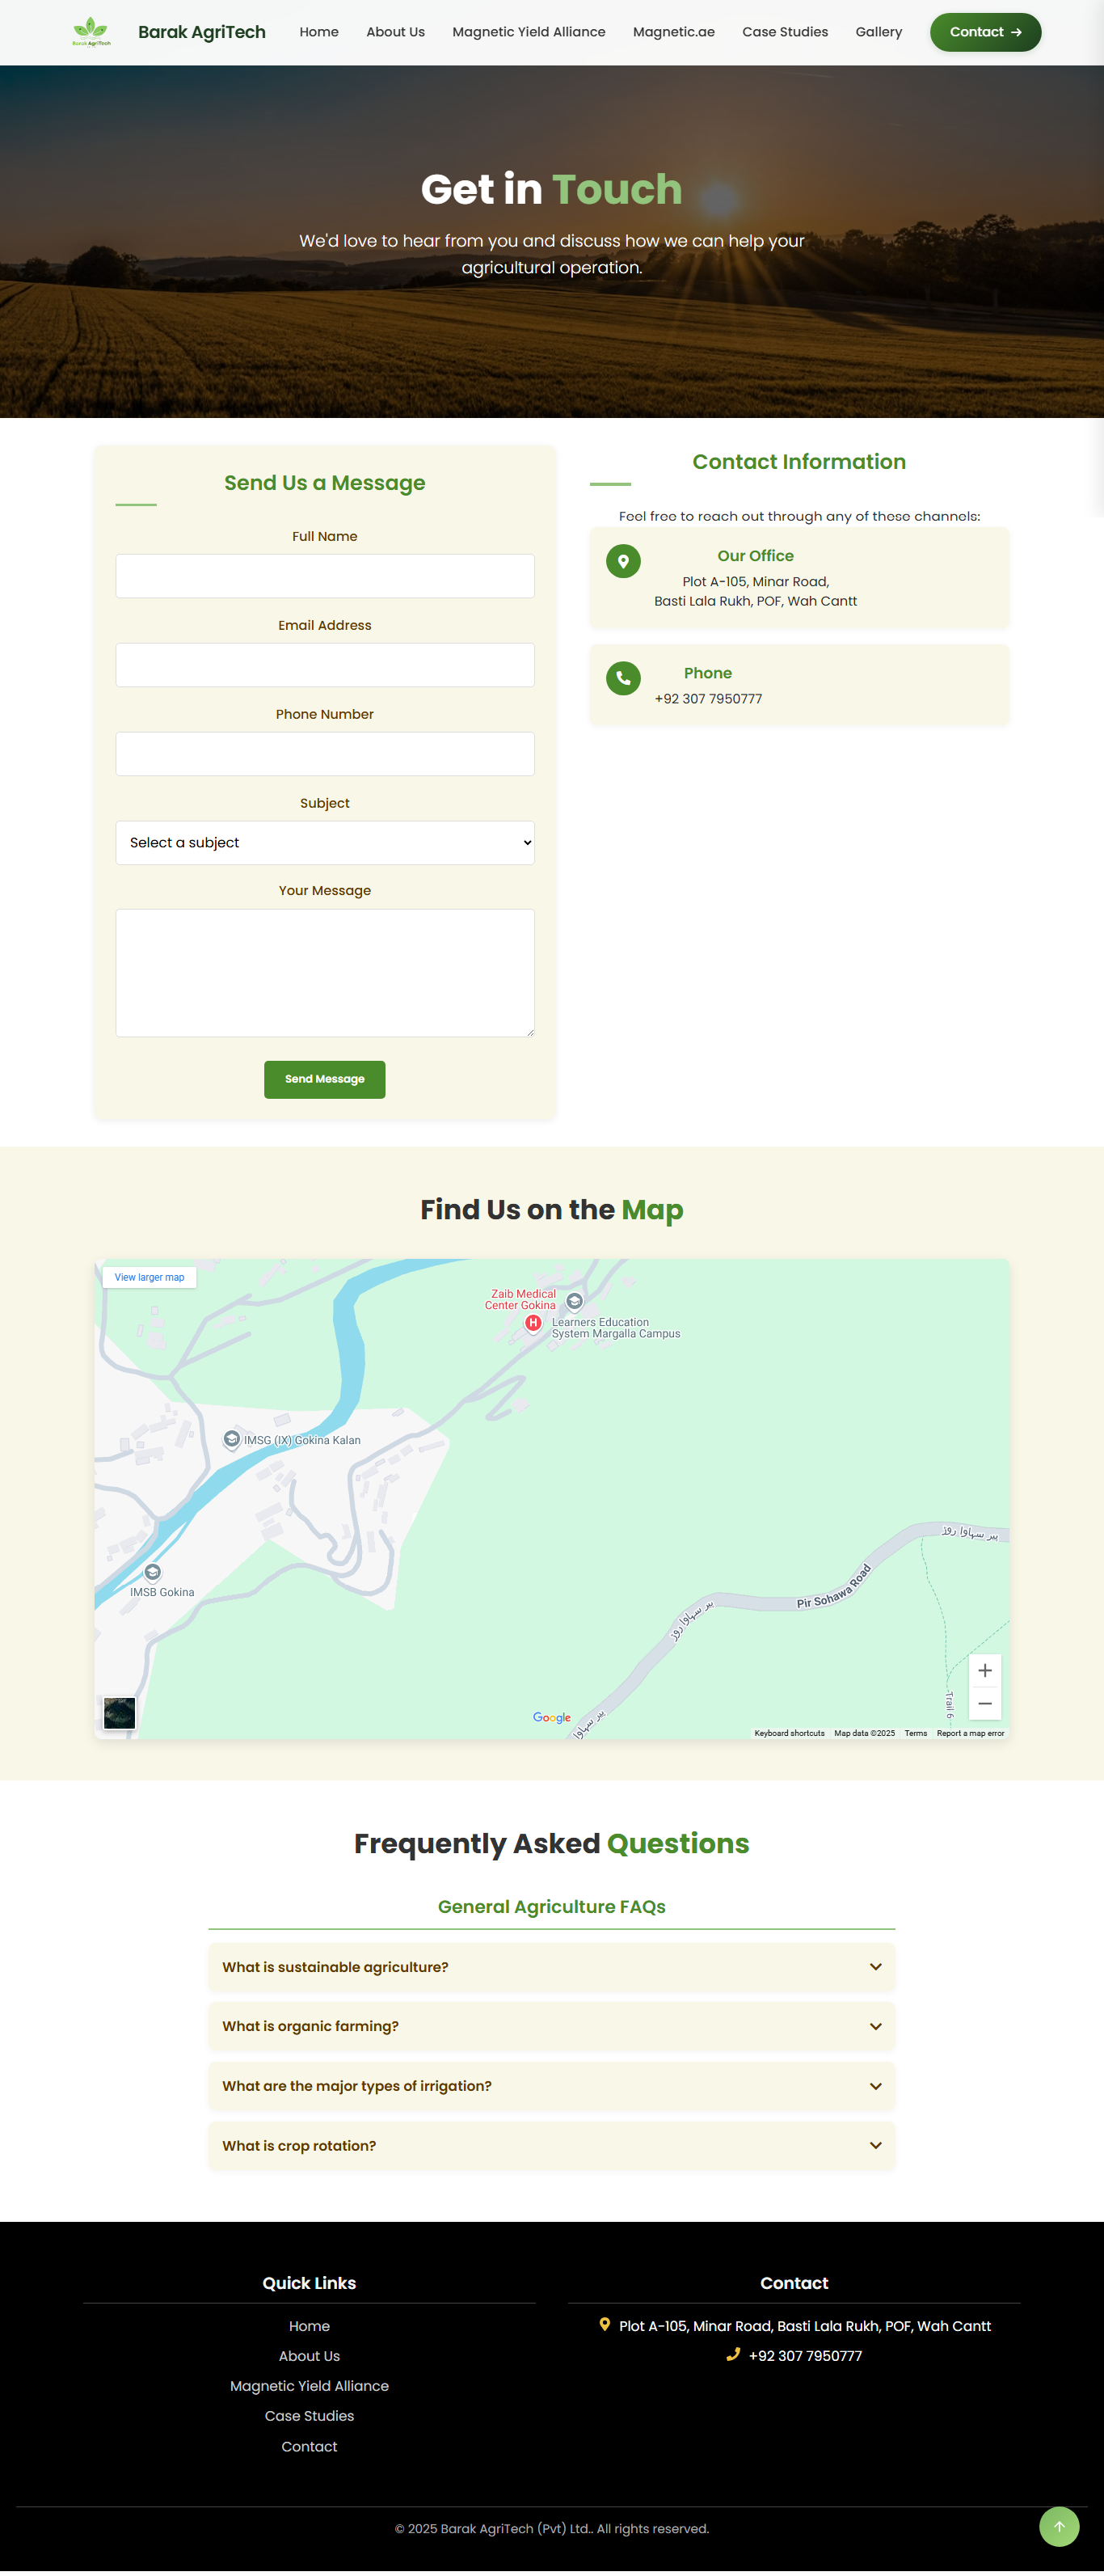 Barak AgriTech
Barak AgriTech
Home
About Us
Magnetic Yield Alliance
Magnetic.ae
Case Studies
Gallery
Contact →
Get in Touch
We'd love to hear from you and discuss how we can help your
agricultural operation.
Send Us a Message
Full Name
Email Address
Phone Number
Subject
Select a subject
Your Message
Send Message
Contact Information
Feel free to reach out through any of these channels:
Our Office
Plot A-105, Minar Road,
Basti Lala Rukh, POF, Wah Cantt
Phone
+92 307 7950777
Find Us on the Map
View larger map
Zaib Medical
Center Gokina
H
Learners Education
System Margalla Campus
IMSG (IX) Gokina Kalan
IMSB Gokina
پیر سہاوا روڈ
Pir Sohawa Road
پیر سہاوا روڈ
پیر سہاوا
Trail 6
Google
Keyboard shortcuts
Map data ©2025
Terms
Report a map error
Frequently Asked Questions
General Agriculture FAQs
What is sustainable agriculture?
What is organic farming?
What are the major types of irrigation?
What is crop rotation?
Quick Links
Home
About Us
Magnetic Yield Alliance
Case Studies
Contact
Contact
Plot A-105, Minar Road, Basti Lala Rukh, POF, Wah Cantt
+92 307 7950777
© 2025 Barak AgriTech (Pvt) Ltd.. All rights reserved.